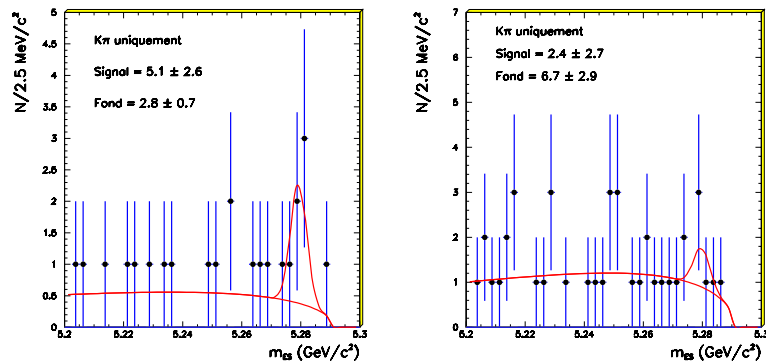 N/2.5 MeV/c²
5
4.5
4
3.5
3
2.5
2
1.5
1
0.5
0
Kπ uniquement
Signal = 5.1 ± 2.6
Fond = 2.8 ± 0.7
5.2 5.22 5.24 5.26 5.28 5.3
m_ES (GeV/c²)
N/2.5 MeV/c²
7
6
5
4
3
2
1
0
Kπ uniquement
Signal = 2.4 ± 2.7
Fond = 6.7 ± 2.9
5.2 5.22 5.24 5.26 5.28 5.3
m_ES (GeV/c²)